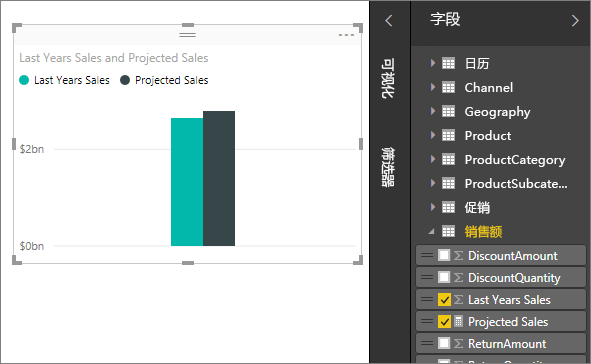 Last Years Sales and Projected Sales
Last Years Sales
Projected Sales
$2bn
$0bn
可视化
筛选器
字段
日历
Channel
Geography
Product
ProductCategory
ProductSubcate...
促销
销售额
DiscountAmount
DiscountQuantity
Last Years Sales
Projected Sales
ReturnAmount